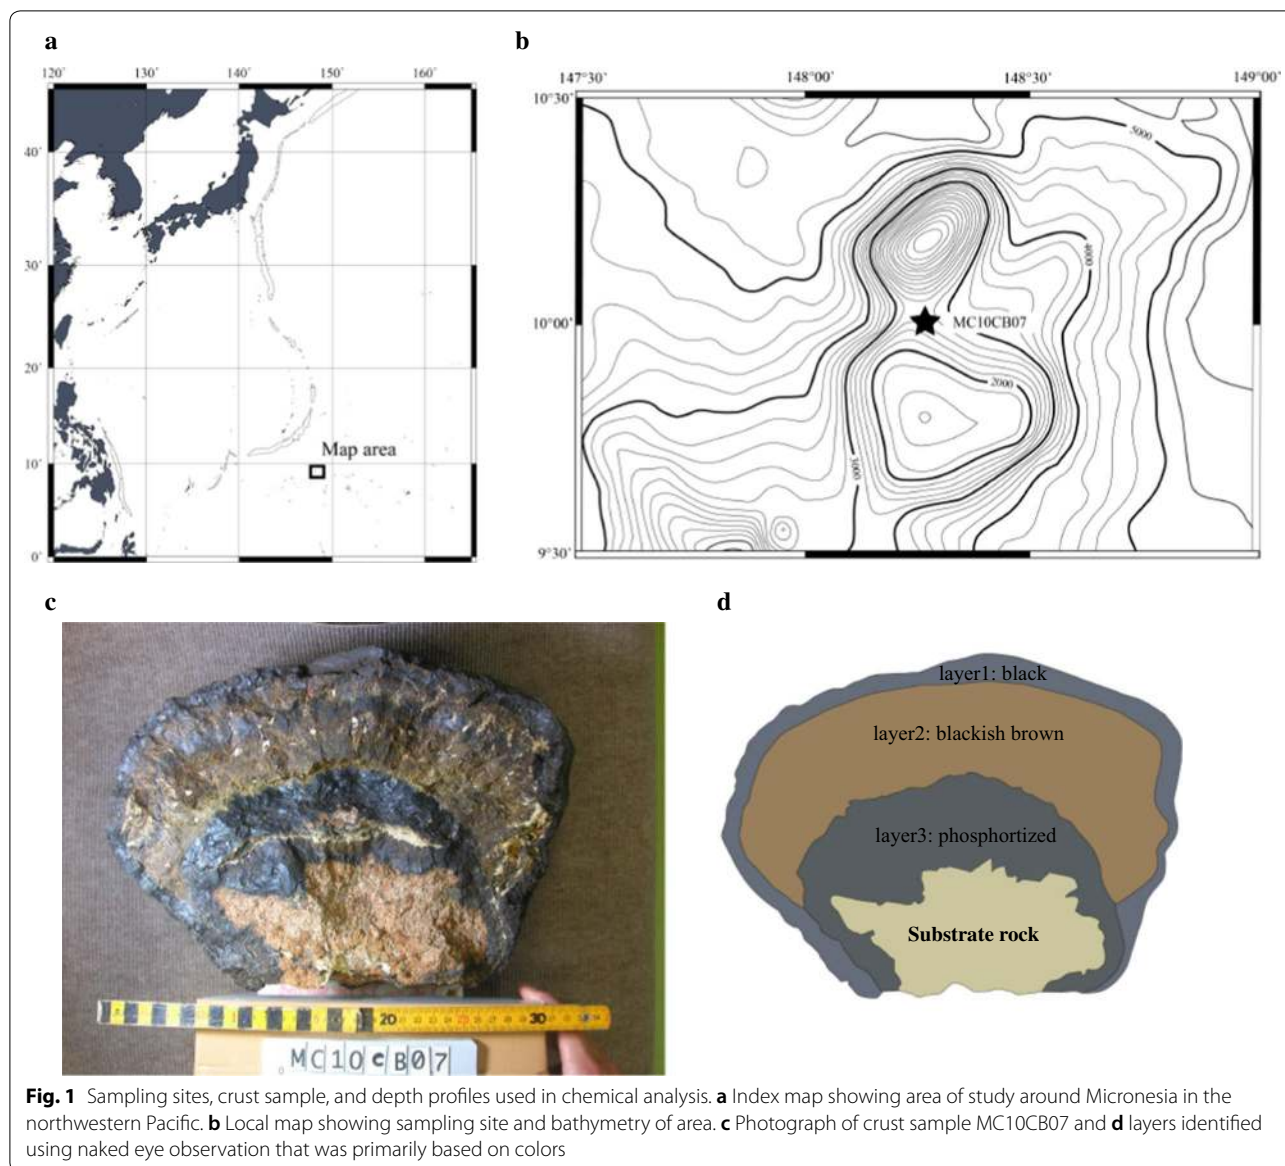 a
120˚ 130˚ 140˚ 150˚ 160˚
40˚
30˚
20˚
10˚
0˚
Map area
b
147˚30' 148˚00' 148˚30' 149˚00'
10˚30'
10˚00'
9˚30'
5000
4000
MC10CB07
2000
3000
c
20 30
MC10CB07
d
layer1: black
layer2: blackish brown
layer3: phosphortized
Substrate rock
Fig. 1 Sampling sites, crust sample, and depth profiles used in chemical analysis. a Index map showing area of study around Micronesia in the
northwestern Pacific. b Local map showing sampling site and bathymetry of area. c Photograph of crust sample MC10CB07 and d layers identified
using naked eye observation that was primarily based on colors